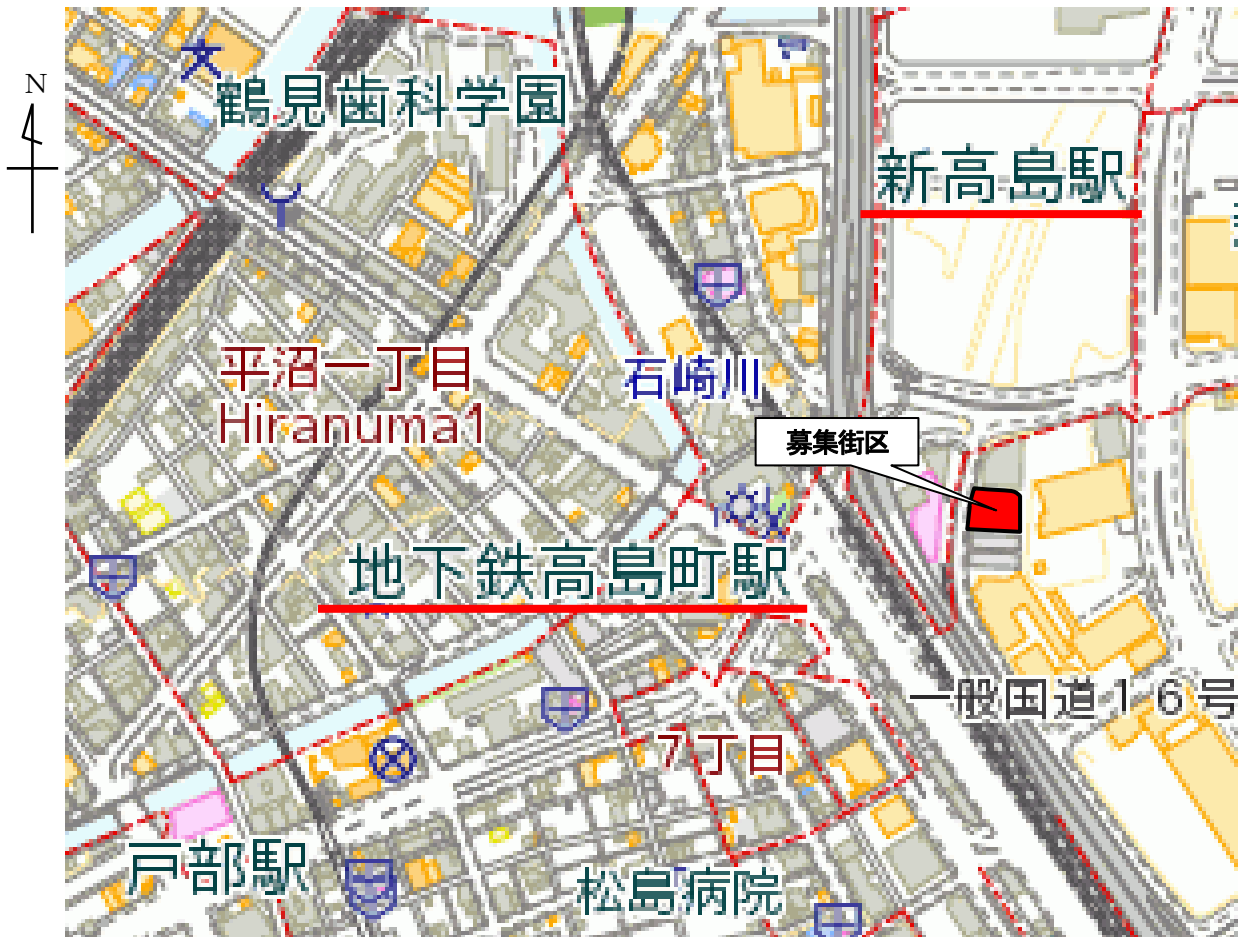 N
鶴見歯科学園
新高島駅
平沼一丁目
Hiranuma1
石崎川
募集街区
地下鉄高島町駅
一般国道16号
7丁目
戸部駅
松島病院